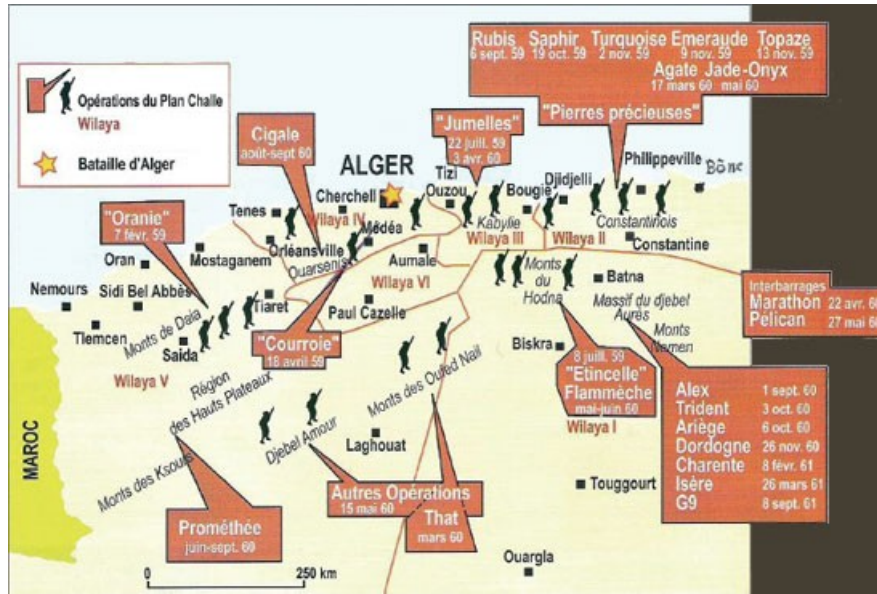 Rubis Saphir Turquoise Emeraude Topaze
6 sept. 59 19 oct. 59 2 nov. 59 9 nov. 59 13 nov. 59
Agate Jade-Onyx
17 mars 60 mai 60
"Pierres précieuses"
Opérations du Plan Challe
Wilaya
Bataille d'Alger
Cigale
août-sept 60
"Jumelles"
22 juill. 59
3 avr. 60
ALGER
Tizi
Ouzou
Bougie
Djidjelli
Philippeville
Bône
Cherchell
Tenes
Wilaya IV
Médéa
Kabylie
Wilaya III
Wilaya II
Constantinois
Constantine
"Oranie"
7 févr. 59
Oran
Mostaganem
Orléansville
Ouarsenis
Aumale
Wilaya VI
Nemours
Sidi Bel Abbès
Tiaret
Paul Cazelle
Monts
du
Hodna
Batna
Massif du djebel
Aurès
Monts
Nemen
Interbarrages
Marathon 22 avr. 60
Pélican 27 mai 60
Tlemcen
Monts de Daia
Saida
"Courroie"
18 avril 59
Biskra
8 juill. 59
"Etincelle"
Flammèche
mai-juin 60
Wilaya I
Wilaya V
Région
des Hauts Plateaux
Monts des Ouled Nail
Alex 1 sept. 60
Trident 3 oct. 60
Ariège 6 oct. 60
Dordogne 26 nov. 60
Charente 8 févr. 61
Isère 26 mars 61
G9 8 sept. 61
MAROC
Monts des Ksours
Djebel Amour
Laghouat
Touggourt
Autres Opérations
15 mai 60
That
mars 60
Prométhée
juin-sept. 60
Ouargla
0 250 km